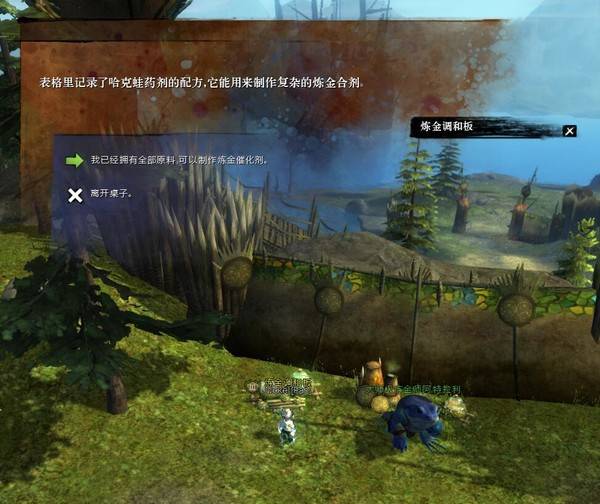 表格里记录了哈克蛙药剂的配方,它能用来制作复杂的炼金合剂。
炼金调和板
我已经拥有全部原料,可以制作炼金催化剂。
离开桌子。